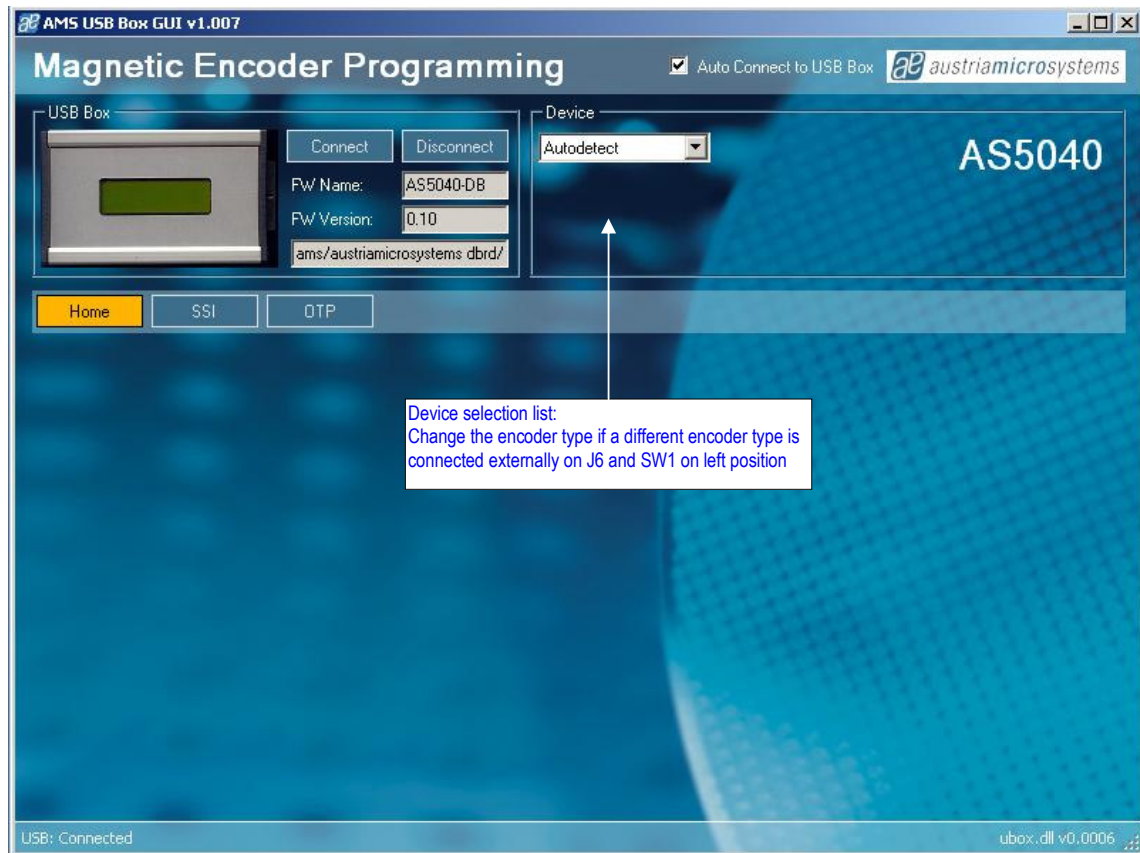 AMS USB Box GUI v1.007
Magnetic Encoder Programming
Auto Connect to USB Box
austriamicrosystems
USB Box
Connect
Disconnect
FW Name:
AS5040-DB
FW Version:
0.10
ams/austriamicrosystems dbrd/
Device
Autodetect
AS5040
Home
SSI
OTP
Device selection list:
Change the encoder type if a different encoder type is
connected externally on J6 and SW1 on left position
USB: Connected
ubox.dll v0.0006